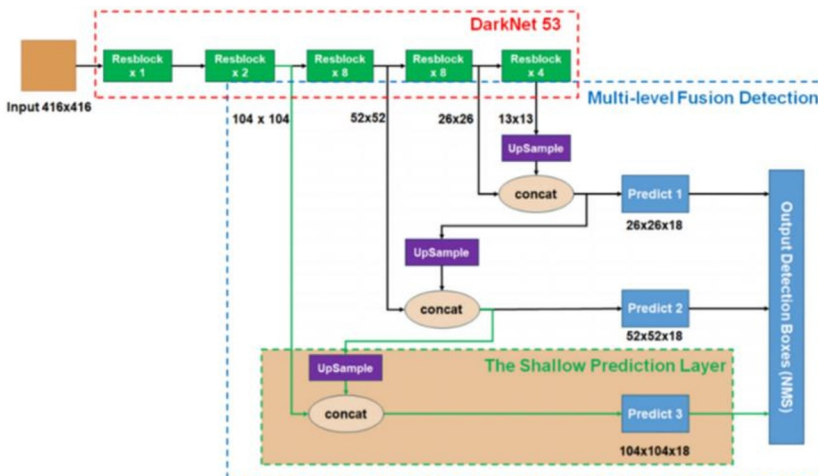 DarkNet 53
Resblock
x 1
Resblock
x 2
Resblock
x 8
Resblock
x 8
Resblock
x 4
Input 416x416
Multi-level Fusion Detection
104 x 104
52x52
26x26
13x13
UpSample
concat
Predict 1
26x26x18
UpSample
concat
Predict 2
52x52x18
Output Detection Boxes (NMS)
The Shallow Prediction Layer
UpSample
concat
Predict 3
104x104x18